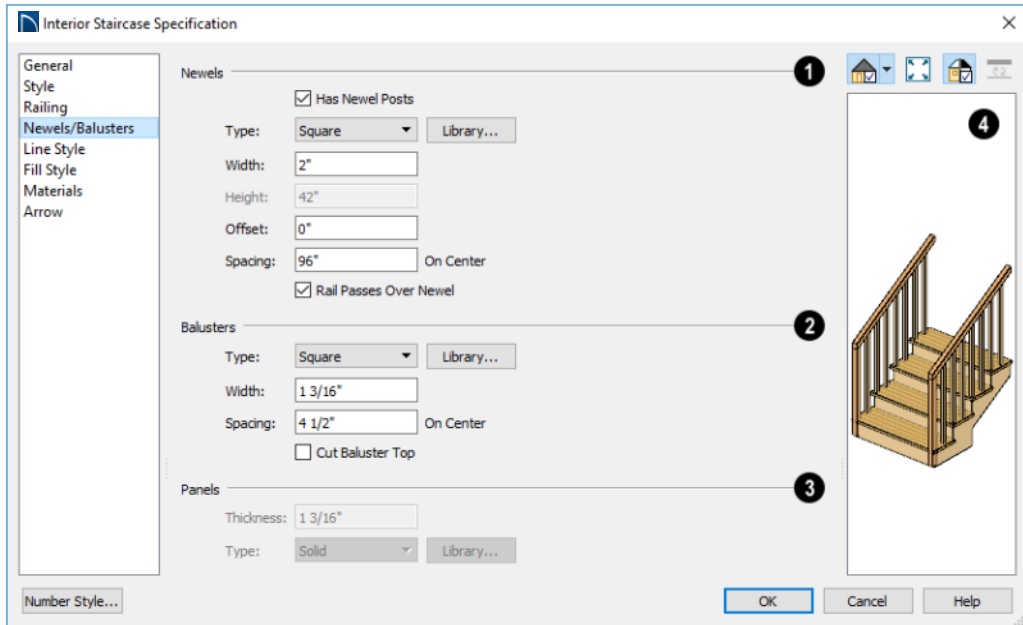 Interior Staircase Specification
General
Style
Railing
Newels/Balusters
Line Style
Fill Style
Materials
Arrow
Newels
1
Has Newel Posts
Type: Square Library...
Width: 2"
Height: 42"
Offset: 0"
Spacing: 96" On Center
Rail Passes Over Newel
Balusters
2
Type: Square Library...
Width: 1 3/16"
Spacing: 4 1/2" On Center
Cut Baluster Top
Panels
3
Thickness: 1 3/16"
Type: Solid Library...
4
Number Style... OK Cancel Help